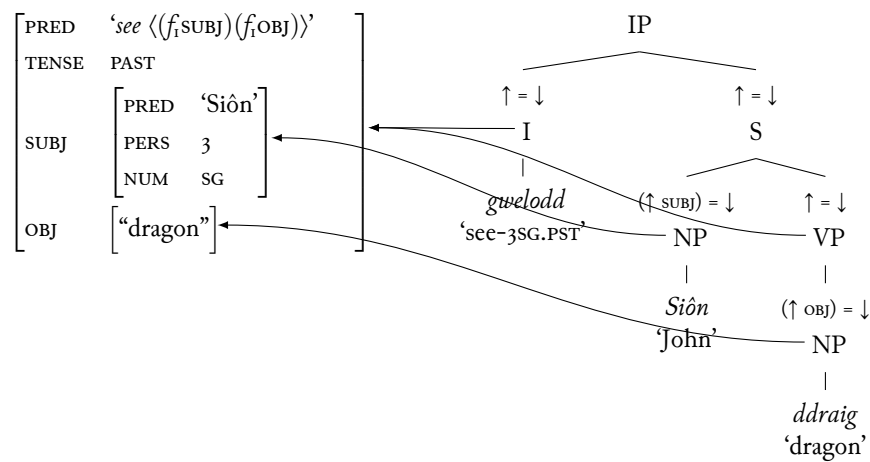 PRED ‘see ⟨(f₁SUBJ)(f₁OBJ)⟩’
TENSE PAST
SUBJ
PRED ‘Siôn’
PERS 3
NUM SG
OBJ “dragon”
IP
↑ = ↓
I
gwelodd
‘see-3SG.PST’
↑ = ↓
S
(↑ SUBJ) = ↓
NP
Siôn
‘John’
↑ = ↓
VP
(↑ OBJ) = ↓
NP
ddraig
‘dragon’